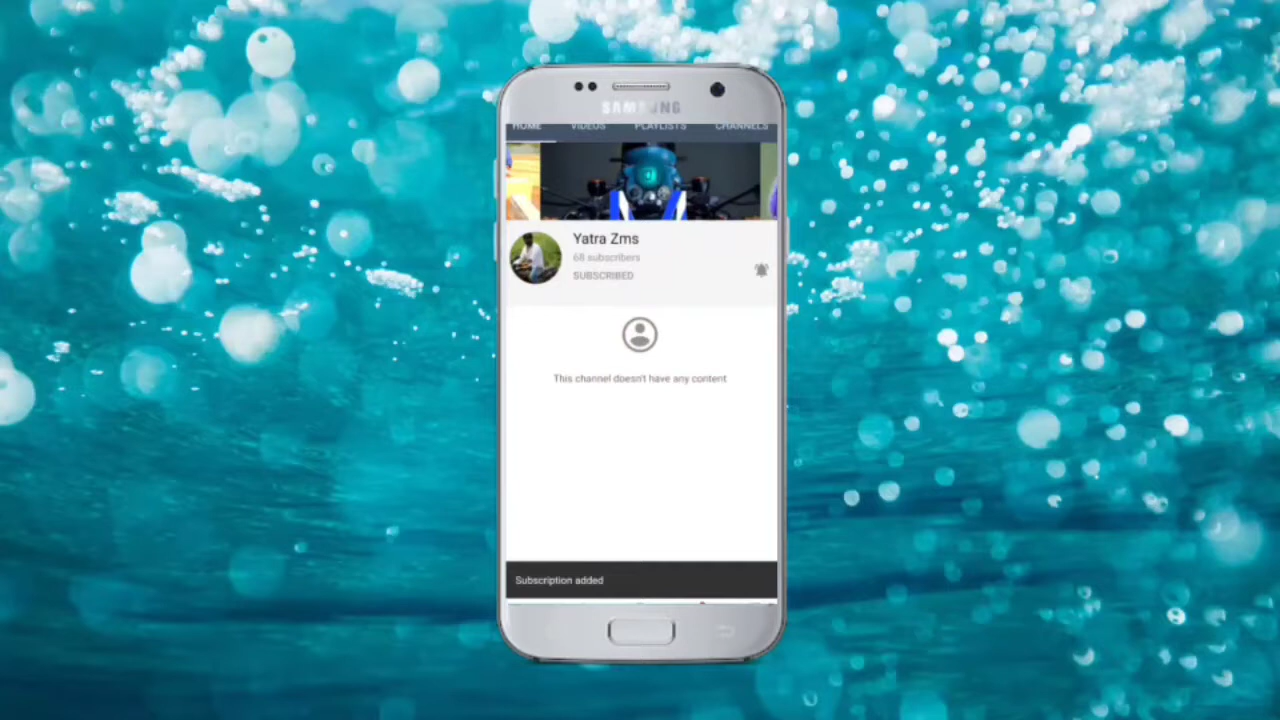 SAMSUNG
HOME VIDEOS PLAYLISTS CHANNELS
Yatra Zms
68 subscribers
SUBSCRIBED
This channel doesn't have any content
Subscription added